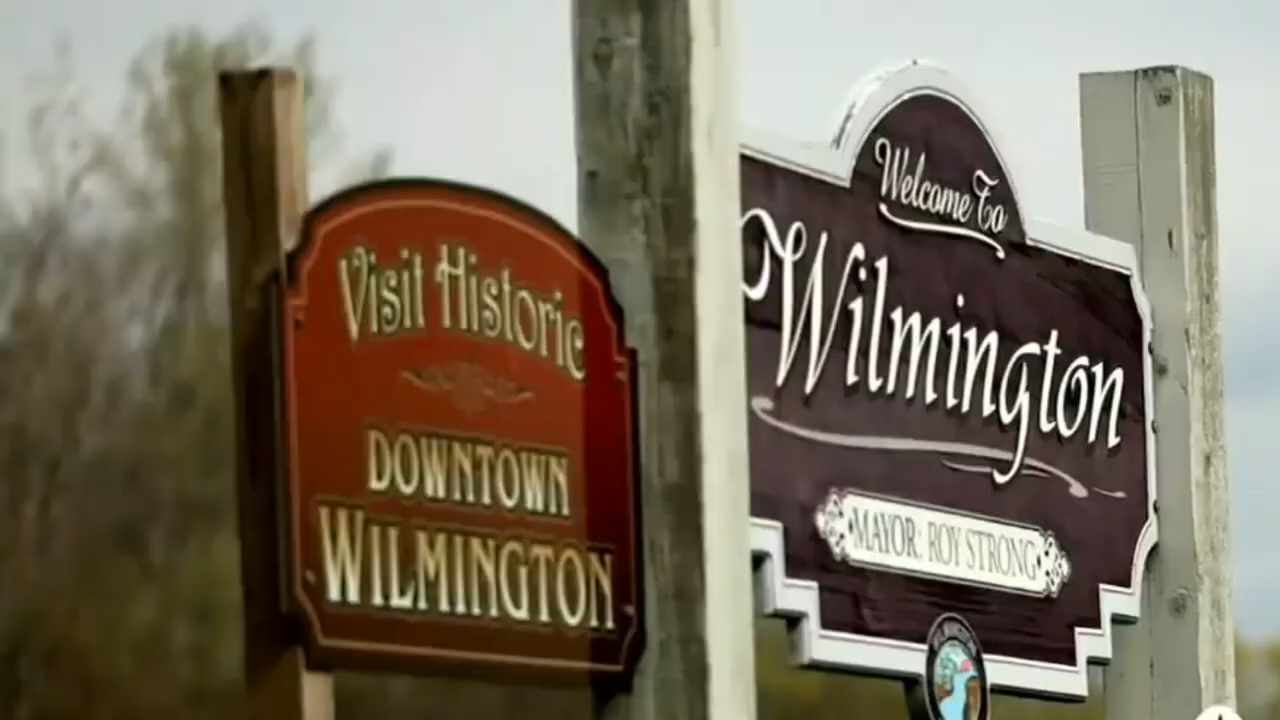 Visit Historic
DOWNTOWN
WILMINGTON
Welcome To
Wilmington
MAYOR: ROY STRONG